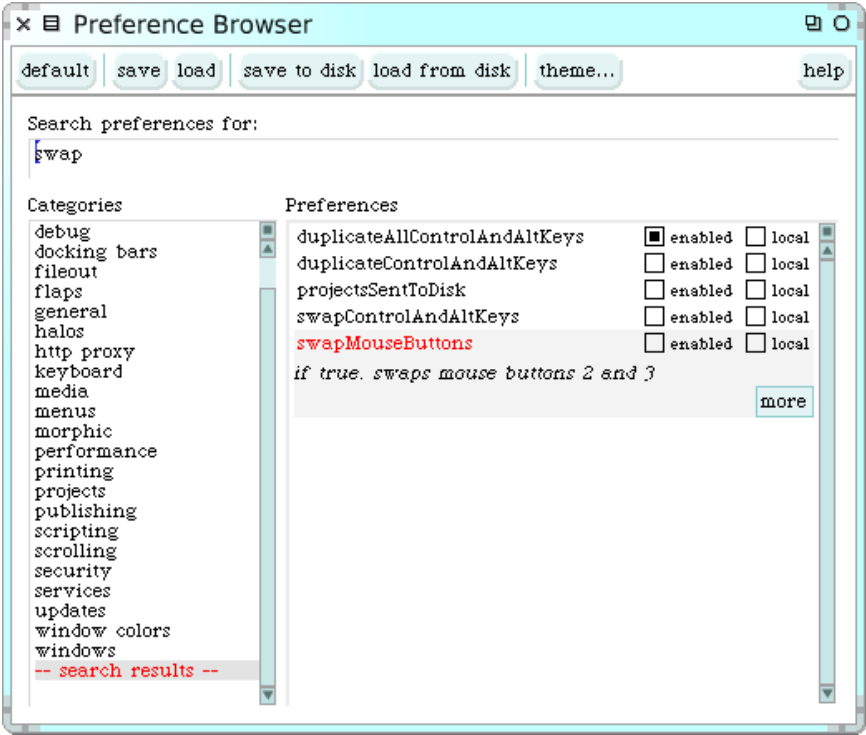 Preference Browser
default save load save to disk load from disk theme... help
Search preferences for:
swap
Categories
debug
docking bars
fileout
flaps
general
halos
http proxy
keyboard
media
menus
morphic
performance
printing
projects
publishing
scripting
scrolling
security
services
updates
window colors
windows
-- search results --
Preferences
duplicateAllControlAndAltKeys enabled local
duplicateControlAndAltKeys enabled local
projectsSentToDisk enabled local
swapControlAndAltKeys enabled local
swapMouseButtons enabled local
if true. swaps mouse buttons 2 and 3
more